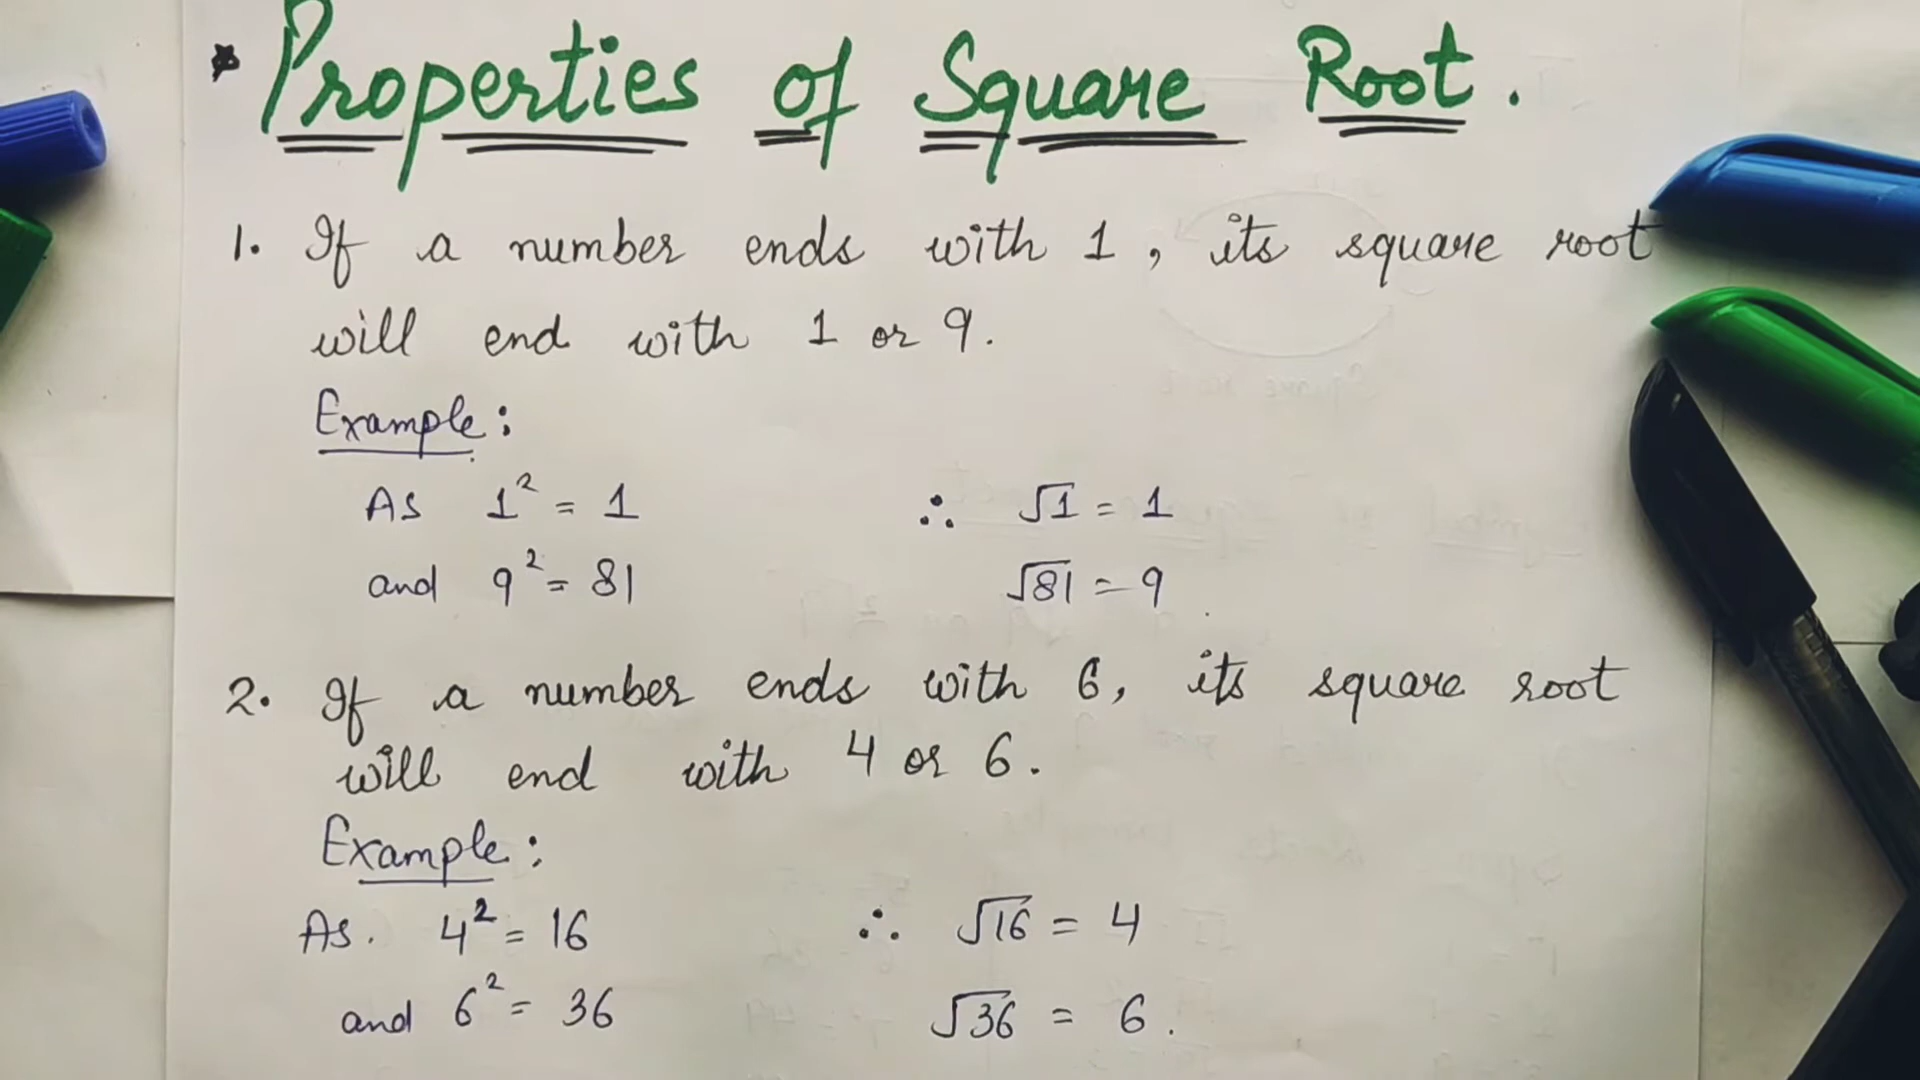 * Properties of Square Root.
1. If a number ends with 1, its square root
will end with 1 or 9.
Example:
As 1² = 1 ∴ √1 = 1
and 9² = 81 √81 = 9
2. If a number ends with 6, its square root
will end with 4 or 6.
Example:
As. 4² = 16 ∴ √16 = 4
and 6² = 36 √36 = 6.